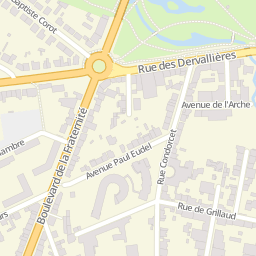 Baptiste Corot
Rue des Dervallières
Avenue de l'Arche
Boulevard de la Fraternité
Avenue Paul Eudel
Rue Condorcet
Rue de Grillaud